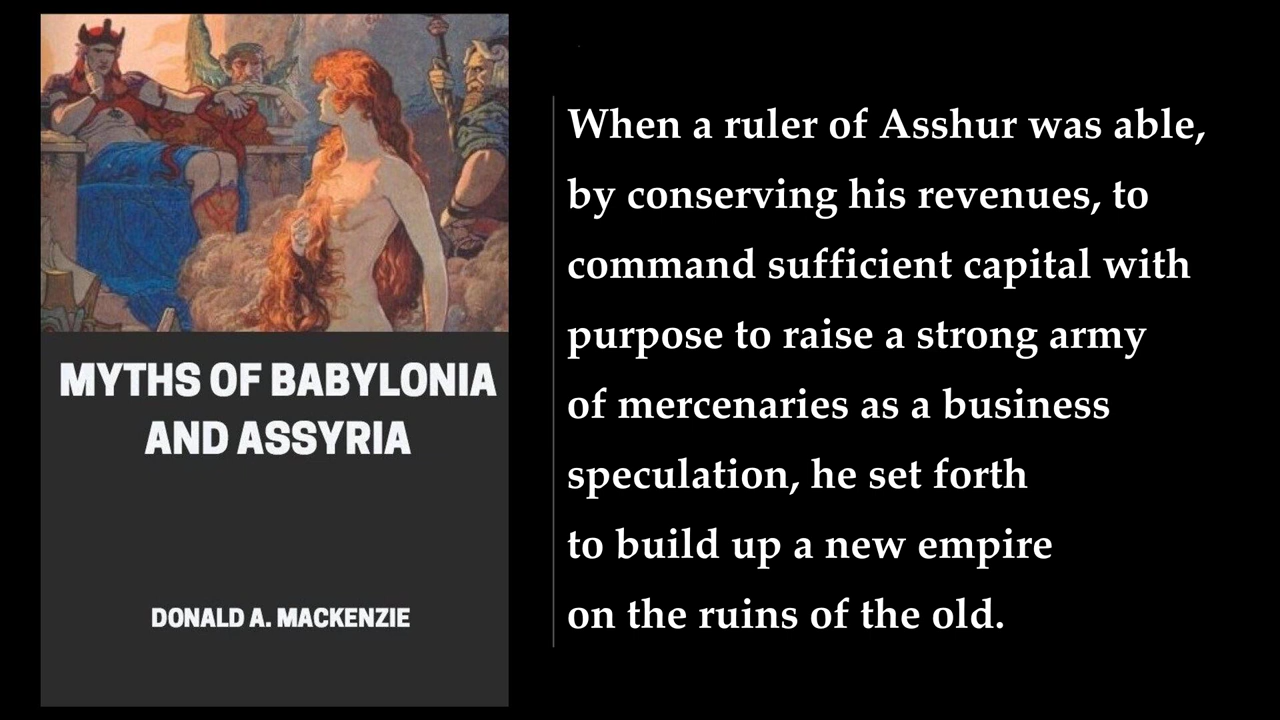 MYTHS OF BABYLONIA
AND ASSYRIA
DONALD A. MACKENZIE
When a ruler of Asshur was able,
by conserving his revenues, to
command sufficient capital with
purpose to raise a strong army
of mercenaries as a business
speculation, he set forth
to build up a new empire
on the ruins of the old.